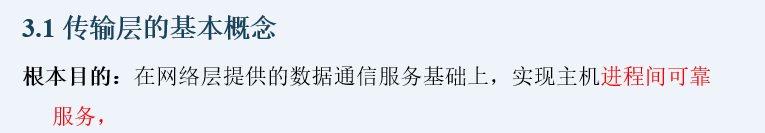 3.1 传输层的基本概念
根本目的：在网络层提供的数据通信服务基础上，实现主机进程间可靠
服务，